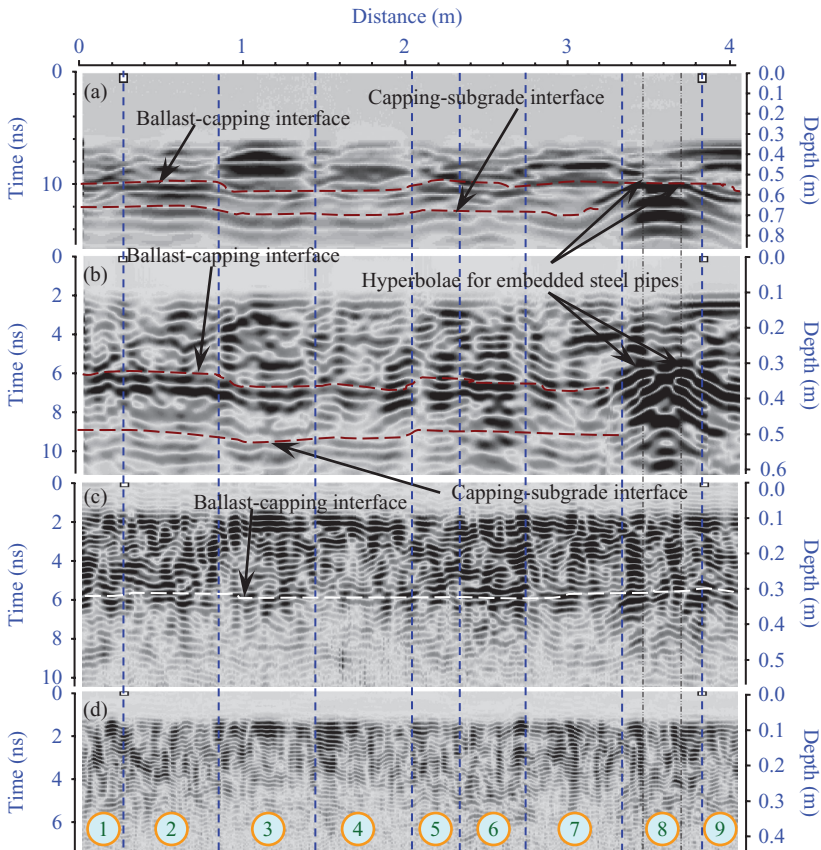 Distance (m)
0 1 2 3 4
(a)
Time (ns)
0
10
Ballast-capping interface
Capping-subgrade interface
0.0
0.1
0.2
0.3
0.4
0.5
0.6
0.7
0.8
Depth (m)
(b)
Time (ns)
0
2
4
6
8
10
Ballast-capping interface
Hyperbolae for embedded steel pipes
Capping-subgrade interface
0.0
0.1
0.2
0.3
0.4
0.5
0.6
Depth (m)
(c)
Time (ns)
0
2
4
6
8
10
Ballast-capping interface
0.0
0.1
0.2
0.3
0.4
0.5
Depth (m)
(d)
Time (ns)
0
2
4
6
0.0
0.1
0.2
0.3
0.4
Depth (m)
1 2 3 4 5 6 7 8 9